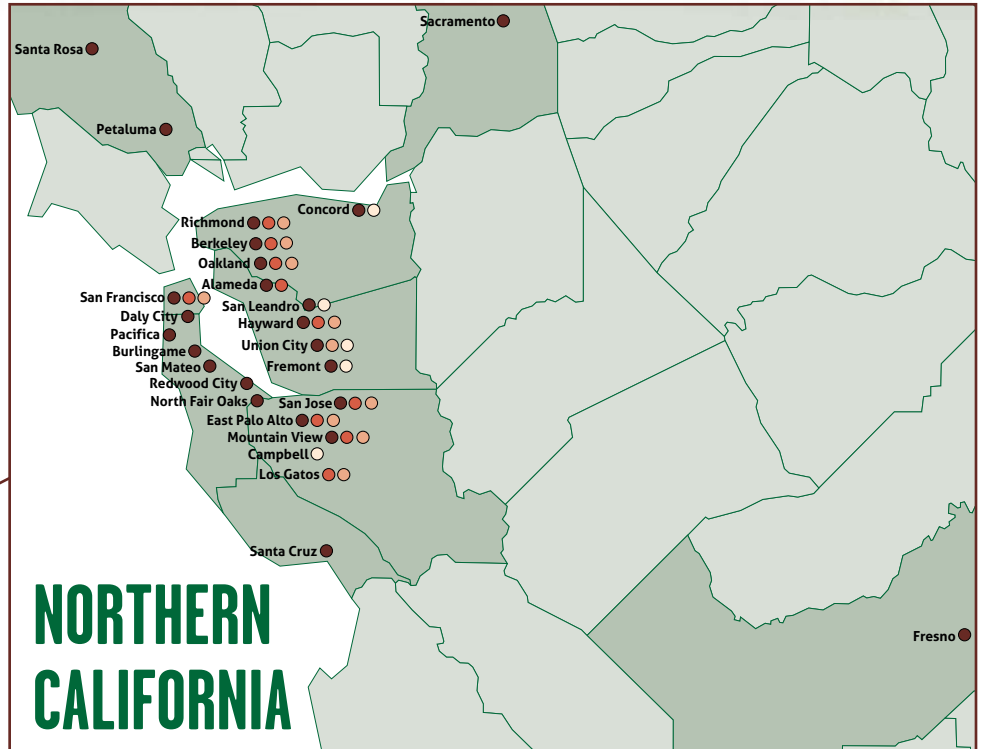 Sacramento
Santa Rosa
Petaluma
Concord
Richmond
Berkeley
Oakland
Alameda
San Francisco
San Leandro
Daly City
Hayward
Pacifica
Union City
Burlingame
San Mateo
Fremont
Redwood City
North Fair Oaks
San Jose
East Palo Alto
Mountain View
Campbell
Los Gatos
Santa Cruz
NORTHERN
CALIFORNIA
Fresno